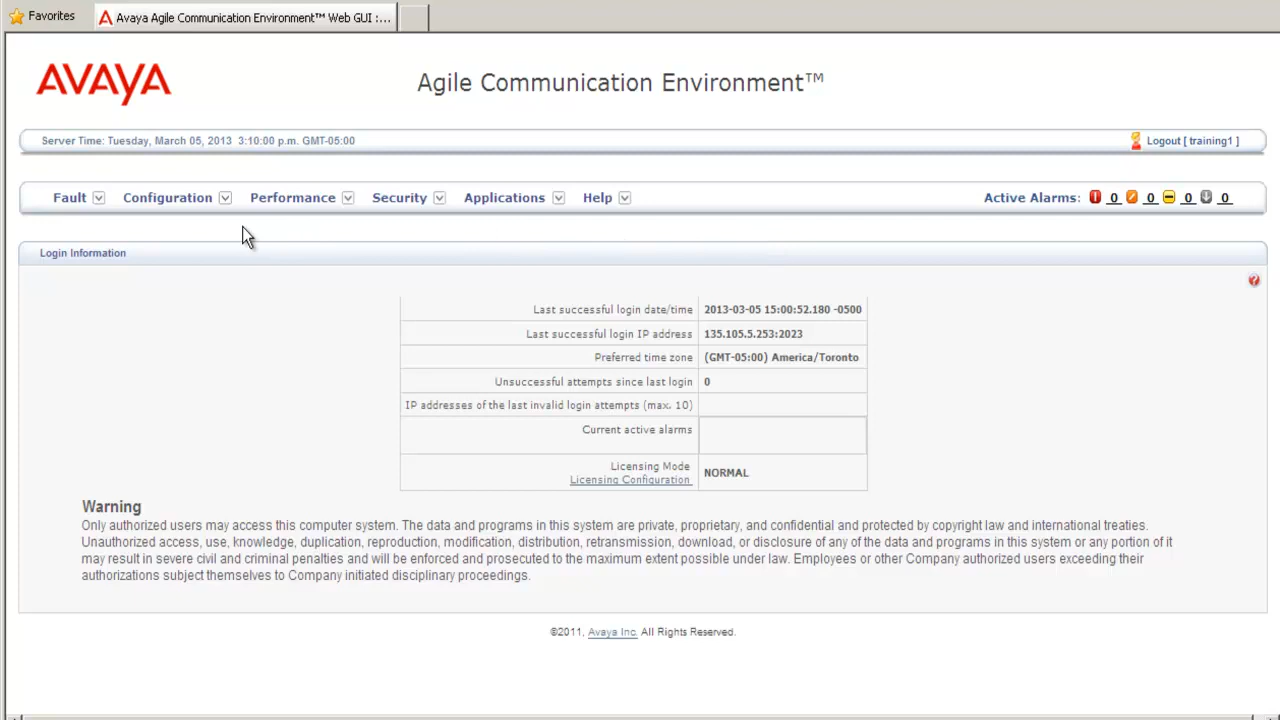 Favorites
Avaya Agile Communication Environment™ Web GUI :...
AVAYA
Agile Communication Environment™
Server Time: Tuesday, March 05, 2013 3:10:00 p.m. GMT-05:00
Logout [ training1 ]
Fault Configuration Performance Security Applications Help
Active Alarms: 0 0 0 0
Login Information
Last successful login date/time 2013-03-05 15:00:52.180 -0500
Last successful login IP address 135.105.5.253:2023
Preferred time zone (GMT-05:00) America/Toronto
Unsuccessful attempts since last login 0
IP addresses of the last invalid login attempts (max. 10)
Current active alarms
Licensing Mode
Licensing Configuration
NORMAL
Warning
Only authorized users may access this computer system. The data and programs in this system are private, proprietary, and confidential and protected by copyright law and international treaties.
Unauthorized access, use, knowledge, duplication, reproduction, modification, distribution, retransmission, download, or disclosure of any of the data and programs in this system or any portion of it
may result in severe civil and criminal penalties and will be enforced and prosecuted to the maximum extent possible under law. Employees or other Company authorized users exceeding their
authorizations subject themselves to Company initiated disciplinary proceedings.
©2011, Avaya Inc. All Rights Reserved.